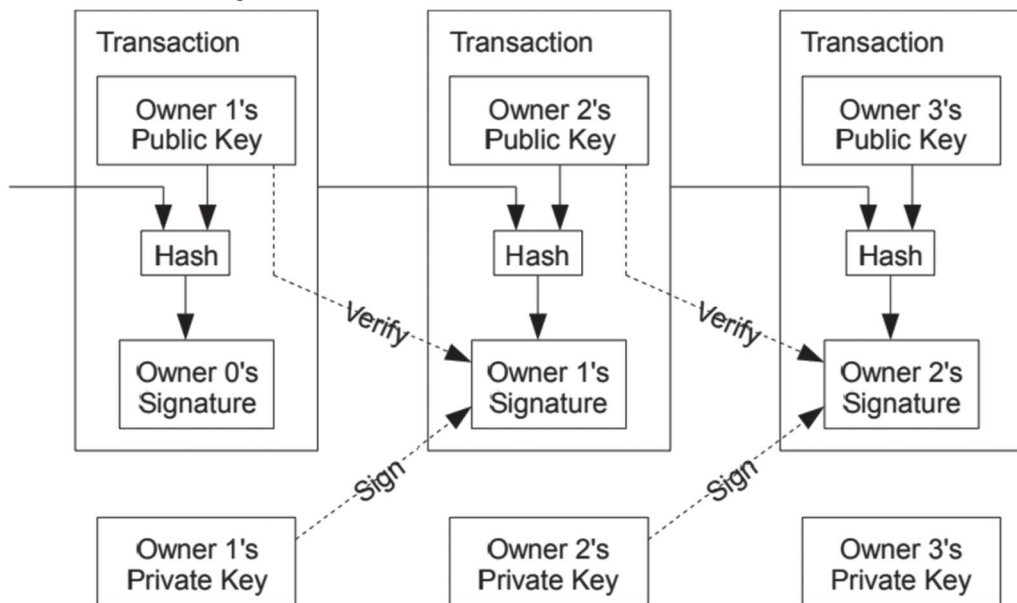 Transaction
Owner 1's
Public Key
Hash
Verify
Owner 0's
Signature
Transaction
Owner 2's
Public Key
Hash
Verify
Owner 1's
Signature
Transaction
Owner 3's
Public Key
Hash
Owner 2's
Signature
Sign
Sign
Owner 1's
Private Key
Owner 2's
Private Key
Owner 3's
Private Key